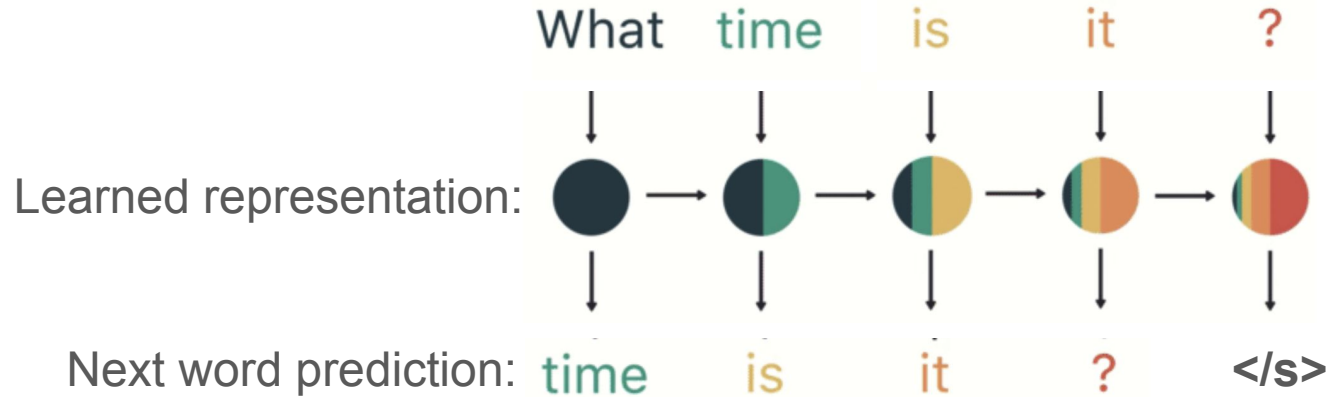 What time is it ?
Learned representation:
Next word prediction: time is it ? </s>